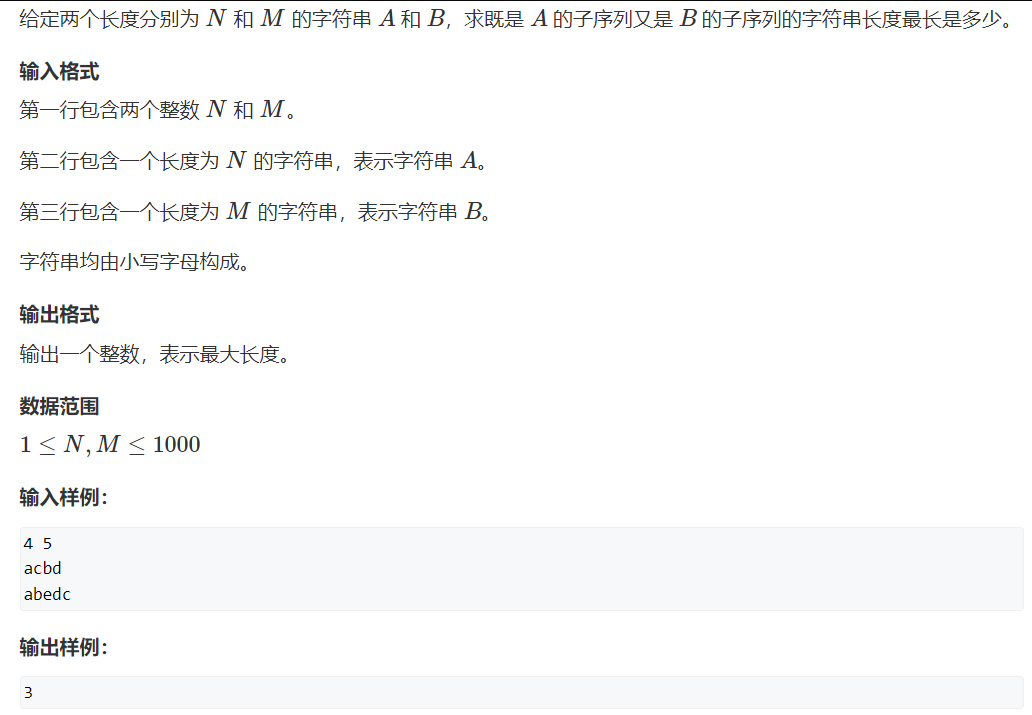 给定两个长度分别为 N 和 M 的字符串 A 和 B，求既是 A 的子序列又是 B 的子序列的字符串长度最长是多少。
输入格式
第一行包含两个整数 N 和 M。
第二行包含一个长度为 N 的字符串，表示字符串 A。
第三行包含一个长度为 M 的字符串，表示字符串 B。
字符串均由小写字母构成。
输出格式
输出一个整数，表示最大长度。
数据范围
1 ≤ N, M ≤ 1000
输入样例：
4 5
acbd
abedc
输出样例：
3